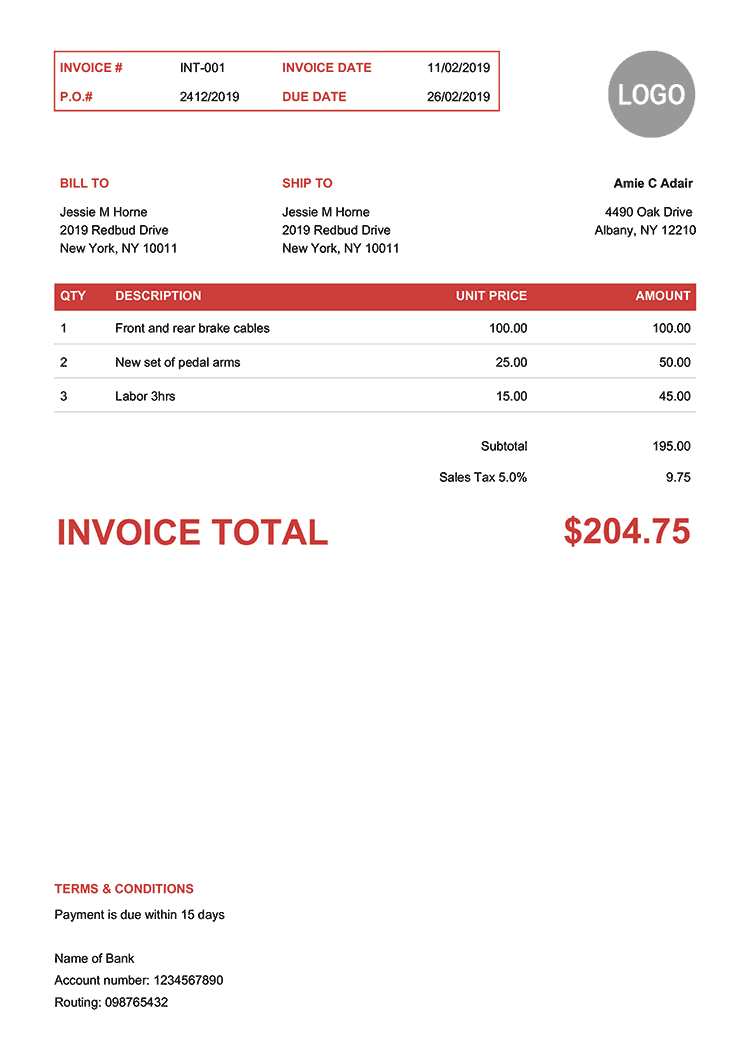 INVOICE # INT-001 INVOICE DATE 11/02/2019
P.O.# 2412/2019 DUE DATE 26/02/2019
LOGO
BILL TO SHIP TO Amie C Adair
Jessie M Horne Jessie M Horne 4490 Oak Drive
2019 Redbud Drive 2019 Redbud Drive Albany, NY 12210
New York, NY 10011 New York, NY 10011
QTY DESCRIPTION UNIT PRICE AMOUNT
1 Front and rear brake cables 100.00 100.00
2 New set of pedal arms 25.00 50.00
3 Labor 3hrs 15.00 45.00
Subtotal 195.00
Sales Tax 5.0% 9.75
INVOICE TOTAL $204.75
TERMS & CONDITIONS
Payment is due within 15 days
Name of Bank
Account number: 1234567890
Routing: 098765432